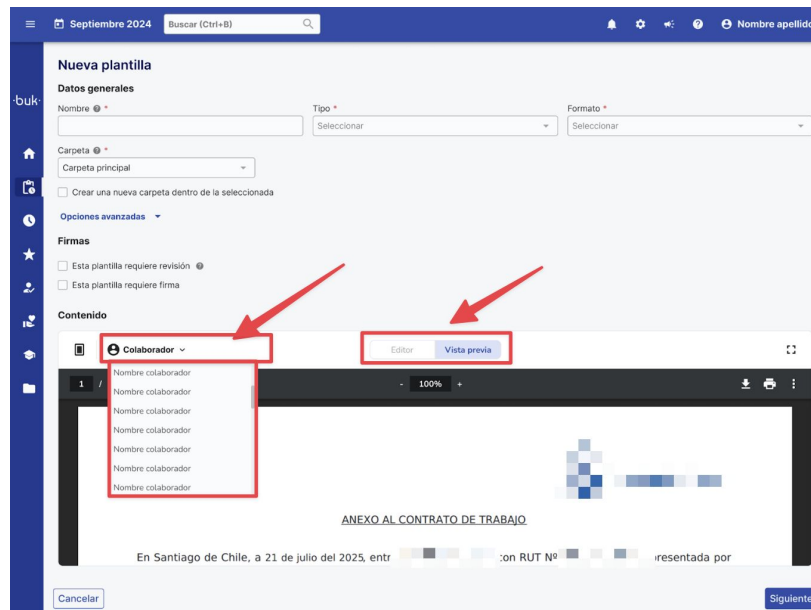 Septiembre 2024
Buscar (Ctrl+B)
Nombre apellido
·buk·
Nueva plantilla
Datos generales
Nombre *
Tipo *
Formato *
Seleccionar
Seleccionar
Carpeta *
Carpeta principal
Crear una nueva carpeta dentro de la seleccionada
Opciones avanzadas
Firmas
Esta plantilla requiere revisión
Esta plantilla requiere firma
Contenido
Colaborador
Editor
Vista previa
1 /
- 100% +
Nombre colaborador
Nombre colaborador
Nombre colaborador
Nombre colaborador
Nombre colaborador
Nombre colaborador
Nombre colaborador
ANEXO AL CONTRATO DE TRABAJO
En Santiago de Chile, a 21 de julio del 2025, entr con RUT Nº presentada por
Cancelar
Siguiente